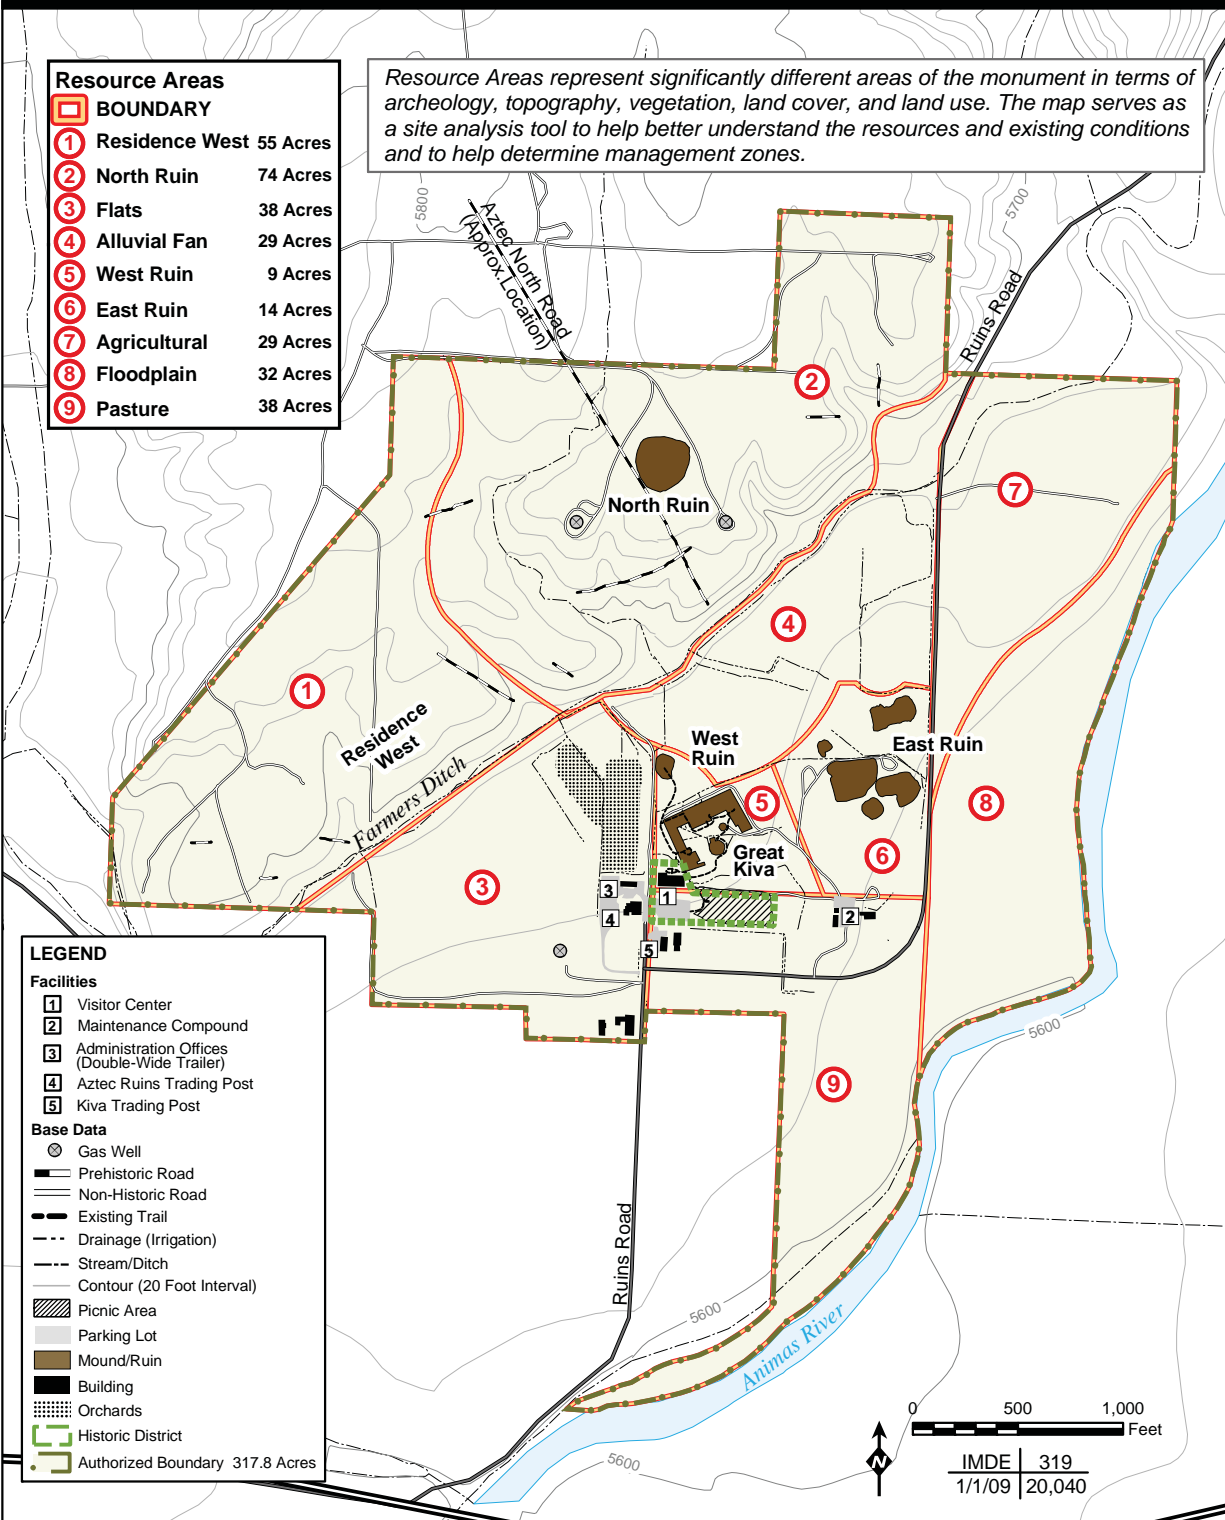 Resource Areas
BOUNDARY
1 Residence West 55 Acres
2 North Ruin 74 Acres
3 Flats 38 Acres
4 Alluvial Fan 29 Acres
5 West Ruin 9 Acres
6 East Ruin 14 Acres
7 Agricultural 29 Acres
8 Floodplain 32 Acres
9 Pasture 38 Acres
Resource Areas represent significantly different areas of the monument in terms of
archeology, topography, vegetation, land cover, and land use. The map serves as
a site analysis tool to help better understand the resources and existing conditions
and to help determine management zones.
5800
5700
Aztec North Road
(Approx.Location)
Ruins Road
2
North Ruin
7
4
1
Residence
West
West
Ruin
East Ruin
Farmers Ditch
5
8
Great
Kiva
6
3
3
1
4
2
5
5600
9
Ruins Road
5600
Animas River
5600
LEGEND
Facilities
1 Visitor Center
2 Maintenance Compound
3 Administration Offices
(Double-Wide Trailer)
4 Aztec Ruins Trading Post
5 Kiva Trading Post
Base Data
Gas Well
Prehistoric Road
Non-Historic Road
Existing Trail
Drainage (Irrigation)
Stream/Ditch
Contour (20 Foot Interval)
Picnic Area
Parking Lot
Mound/Ruin
Building
Orchards
Historic District
Authorized Boundary 317.8 Acres
0 500 1,000
Feet
N
IMDE 319
1/1/09 20,040